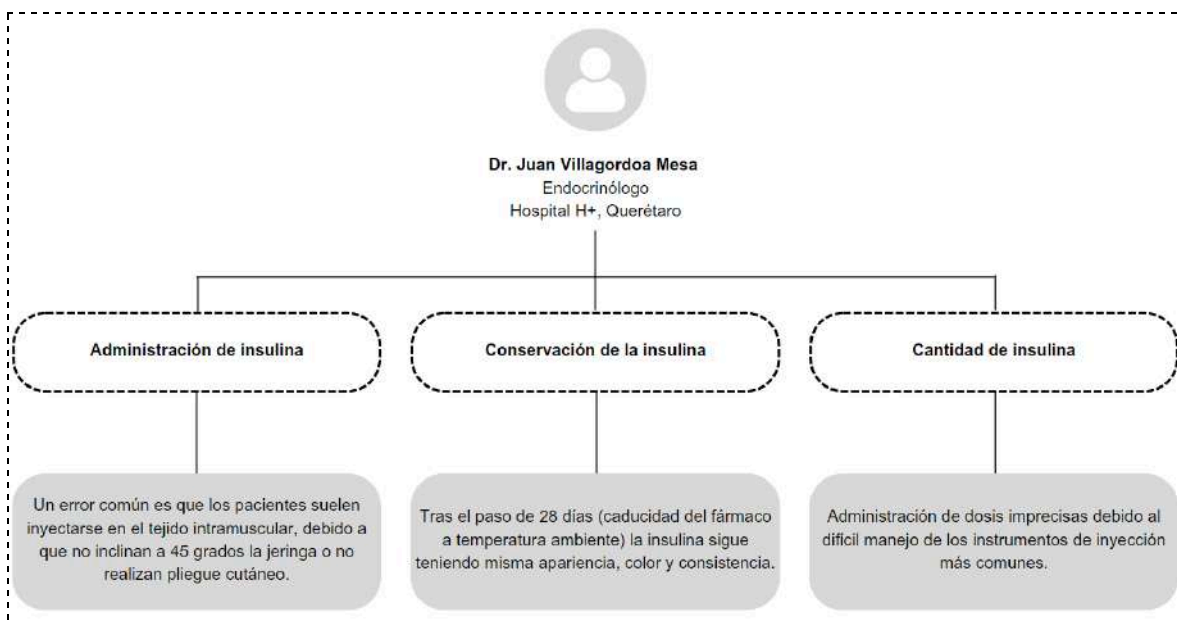 Dr. Juan Villagordoa Mesa
Endocrinólogo
Hospital H+, Querétaro
Administración de insulina
Conservación de la insulina
Cantidad de insulina
Un error común es que los pacientes suelen
inyectarse en el tejido intramuscular, debido a
que no inclinan a 45 grados la jeringa o no
realizan pliegue cutáneo.
Tras el paso de 28 días (caducidad del fármaco
a temperatura ambiente) la insulina sigue
teniendo misma apariencia, color y consistencia.
Administración de dosis imprecisas debido al
difícil manejo de los instrumentos de inyección
más comunes.